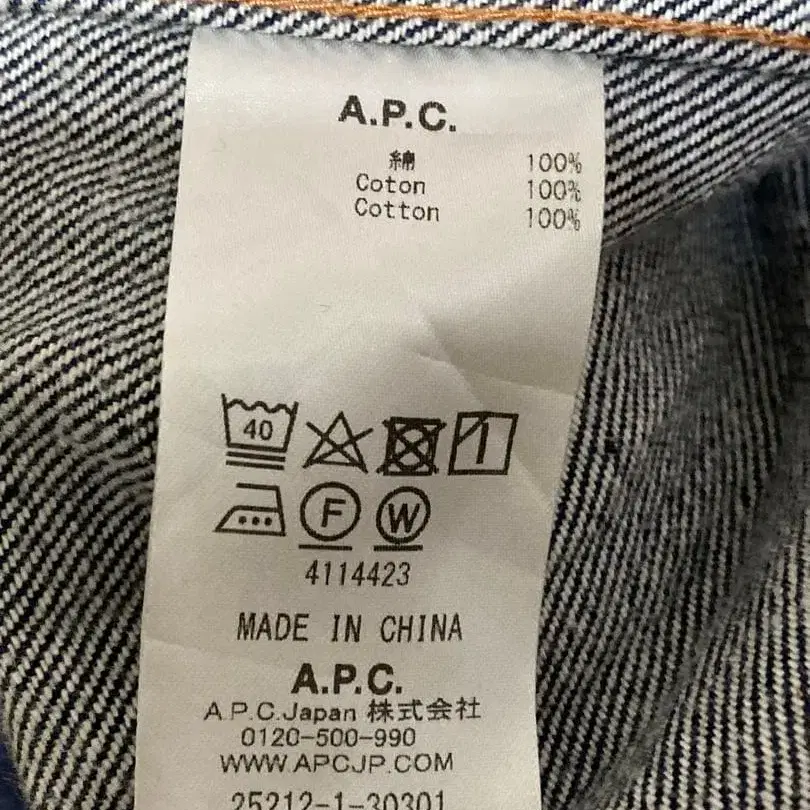 A.P.C.
綿 100%
Coton 100%
Cotton 100%
40
F W
4114423
MADE IN CHINA
A.P.C.
A.P.C.Japan 株式会社
0120-500-990
WWW.APCJP.COM
25212-1-30301